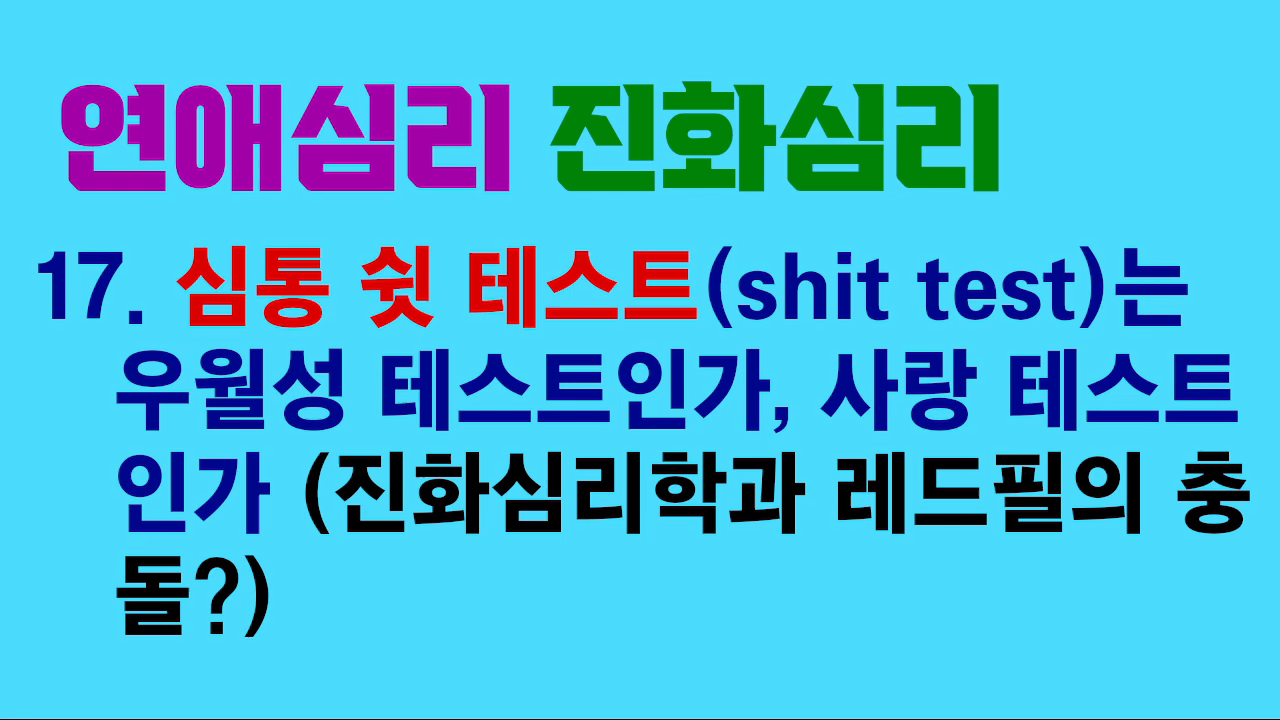 연애심리 진화심리
17. 심통 쉿 테스트(shit test)는
우월성 테스트인가, 사랑 테스트
인가 (진화심리학과 레드필의 충
돌?)